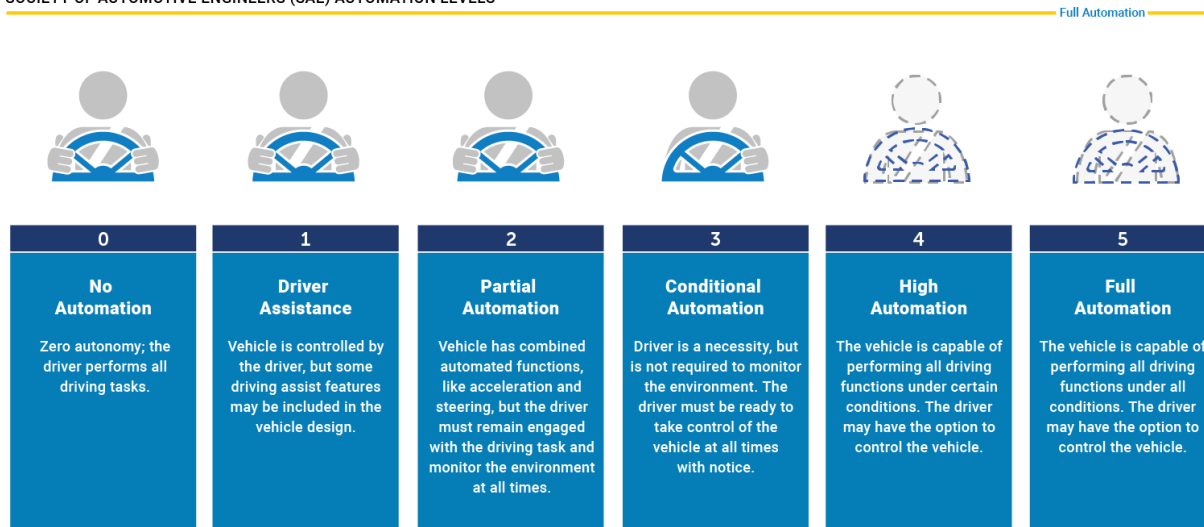 SOCIETY OF AUTOMOTIVE ENGINEERS (SAE) AUTOMATION LEVELS
Full Automation
0
No
Automation
Zero autonomy; the
driver performs all
driving tasks.
1
Driver
Assistance
Vehicle is controlled by
the driver, but some
driving assist features
may be included in the
vehicle design.
2
Partial
Automation
Vehicle has combined
automated functions,
like acceleration and
steering, but the driver
must remain engaged
with the driving task and
monitor the environment
at all times.
3
Conditional
Automation
Driver is a necessity, but
is not required to monitor
the environment. The
driver must be ready to
take control of the
vehicle at all times
with notice.
4
High
Automation
The vehicle is capable of
performing all driving
functions under certain
conditions. The driver
may have the option to
control the vehicle.
5
Full
Automation
The vehicle is capable of
performing all driving
functions under all
conditions. The driver
may have the option to
control the vehicle.